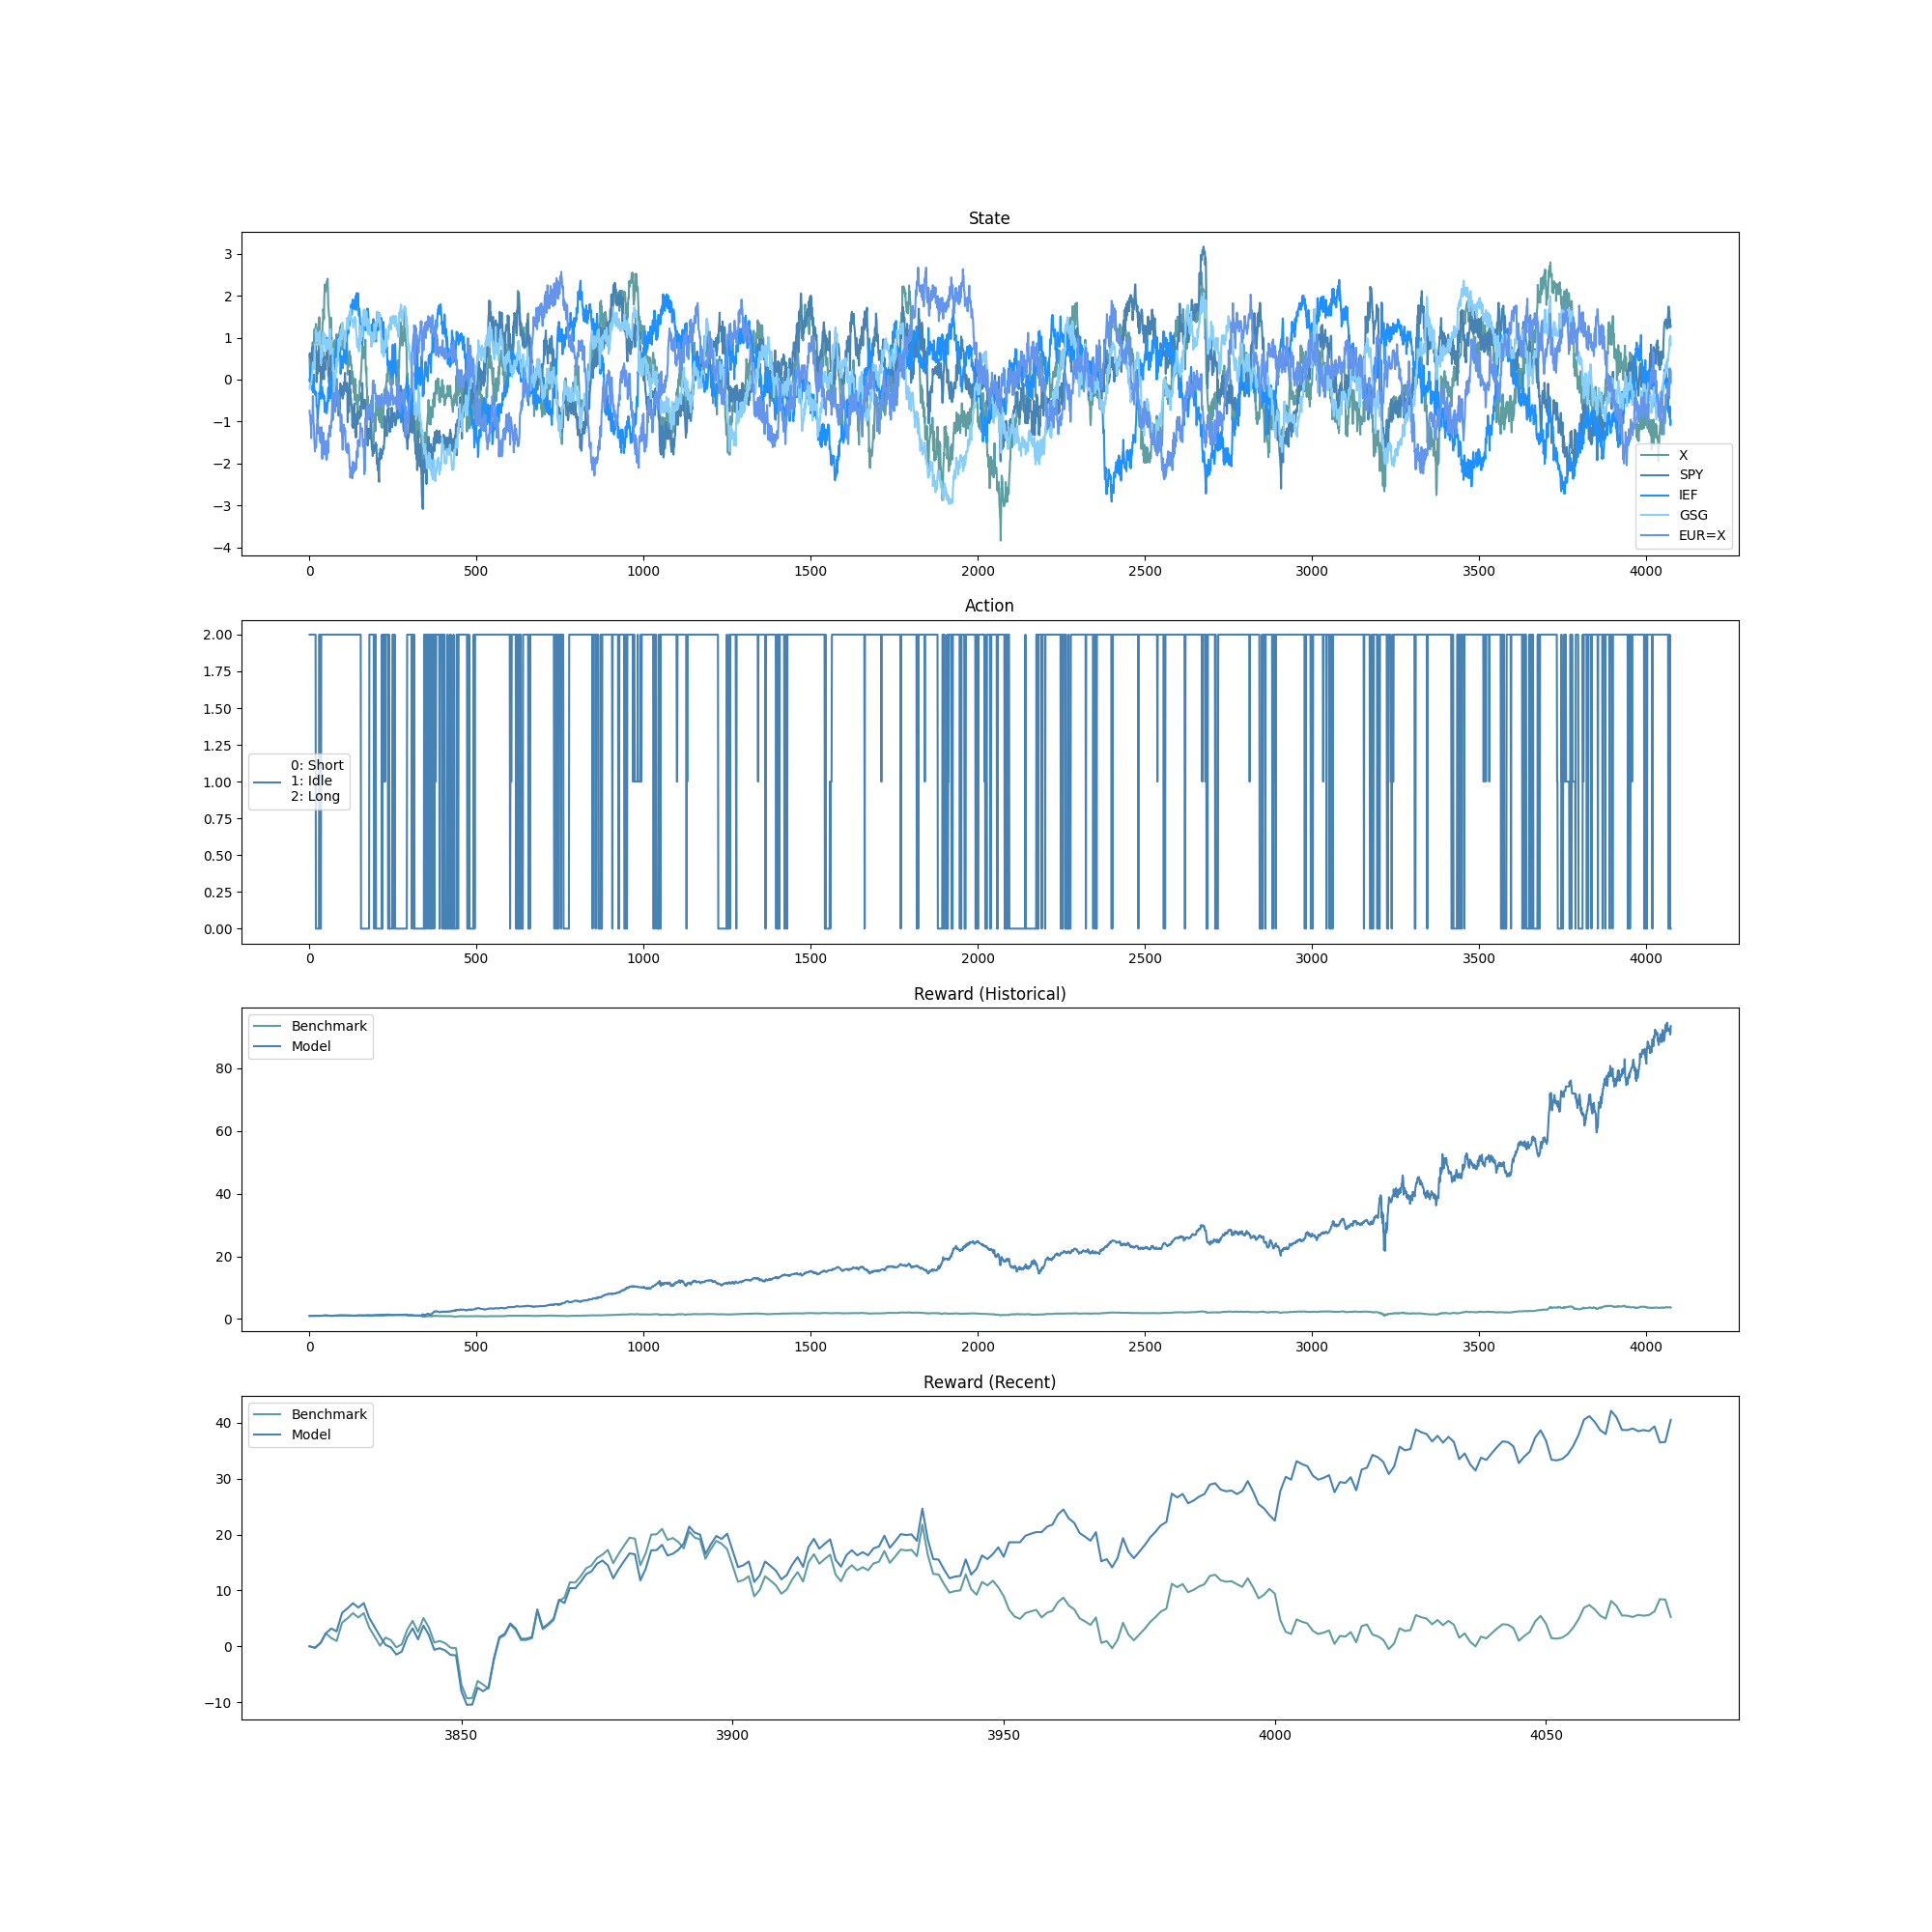 State
3
2
1
0
−1
−2
−3
−4
X
SPY
IEF
GSG
EUR=X
0 500 1000 1500 2000 2500 3000 3500 4000
Action
2.00
1.75
1.50
1.25
1.00
0.75
0.50
0.25
0.00
0: Short
1: Idle
2: Long
0 500 1000 1500 2000 2500 3000 3500 4000
Reward (Historical)
Benchmark
Model
80
60
40
20
0
0 500 1000 1500 2000 2500 3000 3500 4000
Reward (Recent)
Benchmark
Model
40
30
20
10
0
−10
3850 3900 3950 4000 4050